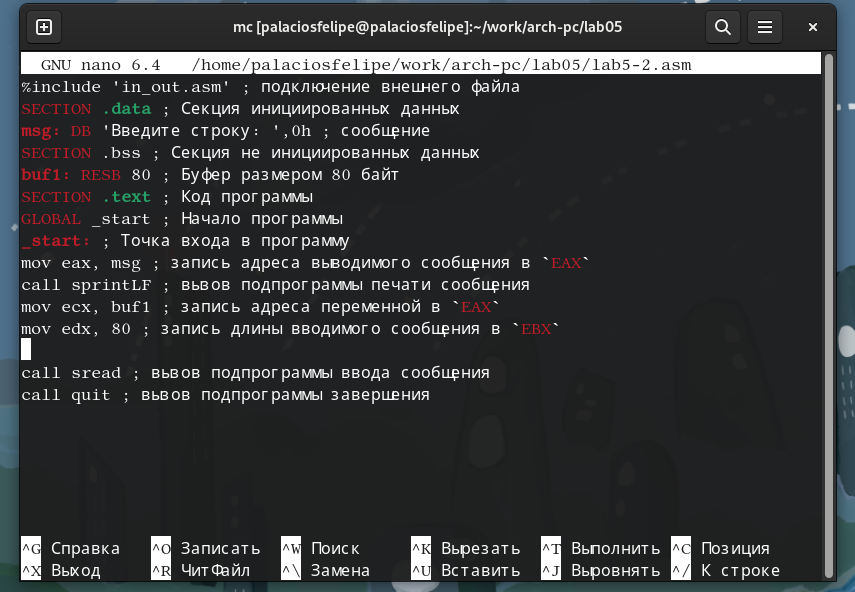 mc [palaciosfelipe@palaciosfelipe]:~/work/arch-pc/lab05
GNU nano 6.4 /home/palaciosfelipe/work/arch-pc/lab05/lab5-2.asm
%include 'in_out.asm' ; подключение внешнего файла
SECTION .data ; Секция инициированных данных
msg: DB 'Введите строку: ',0h ; сообщение
SECTION .bss ; Секция не инициированных данных
buf1: RESB 80 ; Буфер размером 80 байт
SECTION .text ; Код программы
GLOBAL _start ; Начало программы
_start: ; Точка входа в программу
mov eax, msg ; запись адреса выводимого сообщения в `EAX`
call sprintLF ; вызов подпрограммы печати сообщения
mov ecx, buf1 ; запись адреса переменной в `EAX`
mov edx, 80 ; запись длины вводимого сообщения в `EBX`
call sread ; вызов подпрограммы ввода сообщения
call quit ; вызов подпрограммы завершения
^G Справка ^O Записать ^W Поиск ^K Вырезать ^T Выполнить ^C Позиция
^X Выход ^R ЧитФайл ^\ Замена ^U Вставить ^J Выровнять ^/ К строке